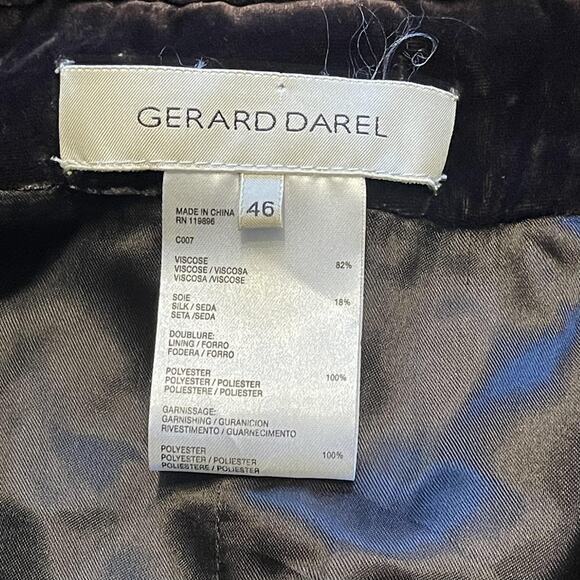 GERARD DAREL
46
MADE IN CHINA
RN 119896
C007
VISCOSE 82%
VISCOSE / VISCOSA
VISCOSA /VISCOSE
SOIE 18%
SILK / SEDA
SETA /SEDA
DOUBLURE:
LINING / FORRO
FODERA / FORRO
POLYESTER 100%
POLYESTER / POLIESTER
POLIESTERE / POLIESTER
GARNISSAGE:
GARNISHING / GURANICION
RIVESTIMENTO / GUARNECIMENTO
POLYESTER 100%
POLYESTER / POLIESTER
POLIESTERE / POLIESTER